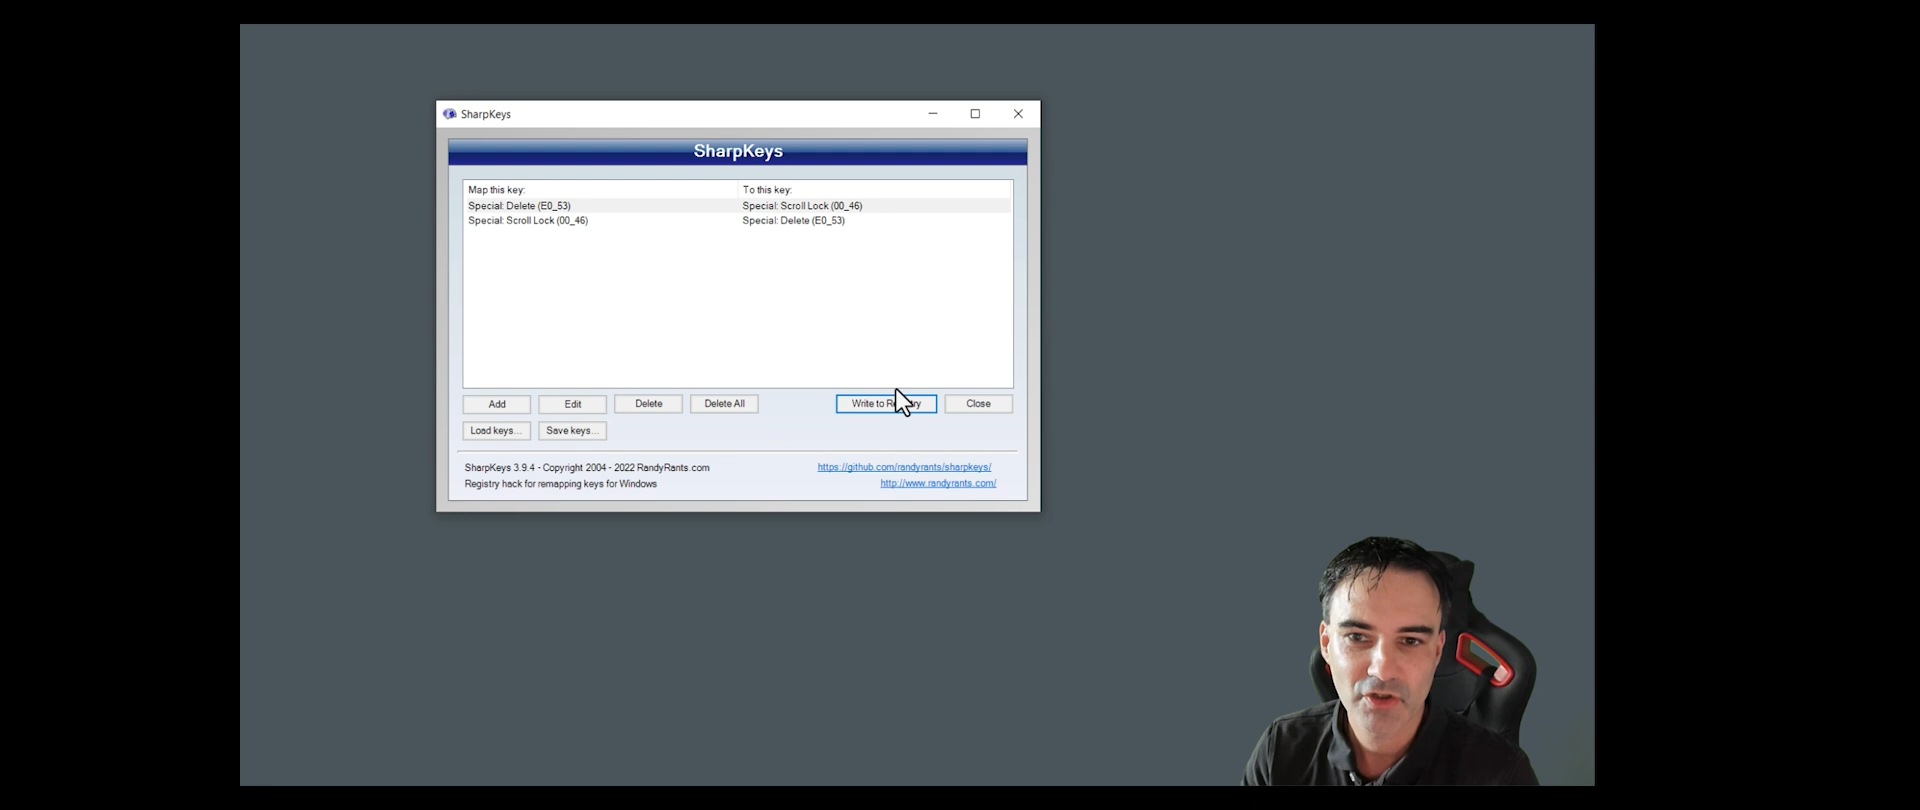 SharpKeys
SharpKeys
Map this key: To this key:
Special: Delete (E0_53) Special: Scroll Lock (00_46)
Special: Scroll Lock (00_46) Special: Delete (E0_53)
Add Edit Delete Delete All Write to Close
Load keys... Save keys...
SharpKeys 3.9.4 - Copyright 2004 - 2022 RandyRants.com https://github.com/randyrants/sharpkeys/
Registry hack for remapping keys for Windows http://www.randyrants.com/